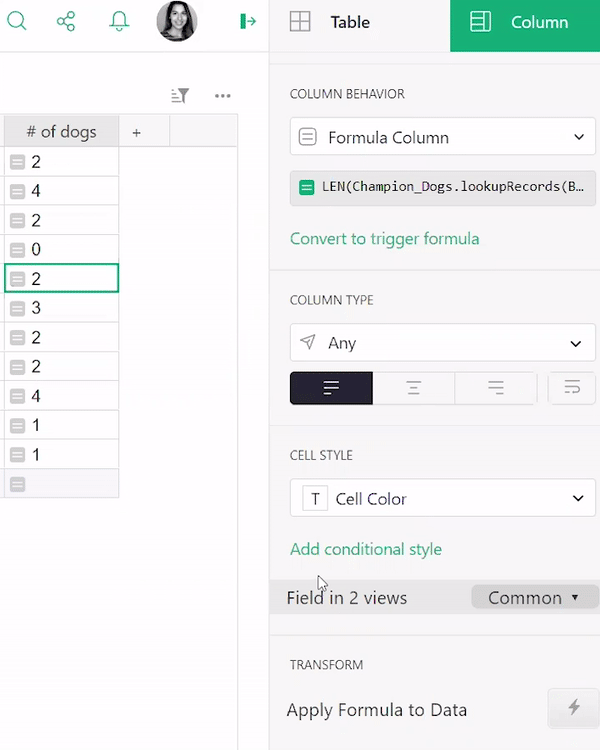 Table
Column
# of dogs
+
2
4
2
0
2
3
2
2
4
1
1
COLUMN BEHAVIOR
Formula Column
LEN(Champion_Dogs.lookupRecords(B…
Convert to trigger formula
COLUMN TYPE
Any
CELL STYLE
T Cell Color
Add conditional style
Field in 2 views
Common
TRANSFORM
Apply Formula to Data